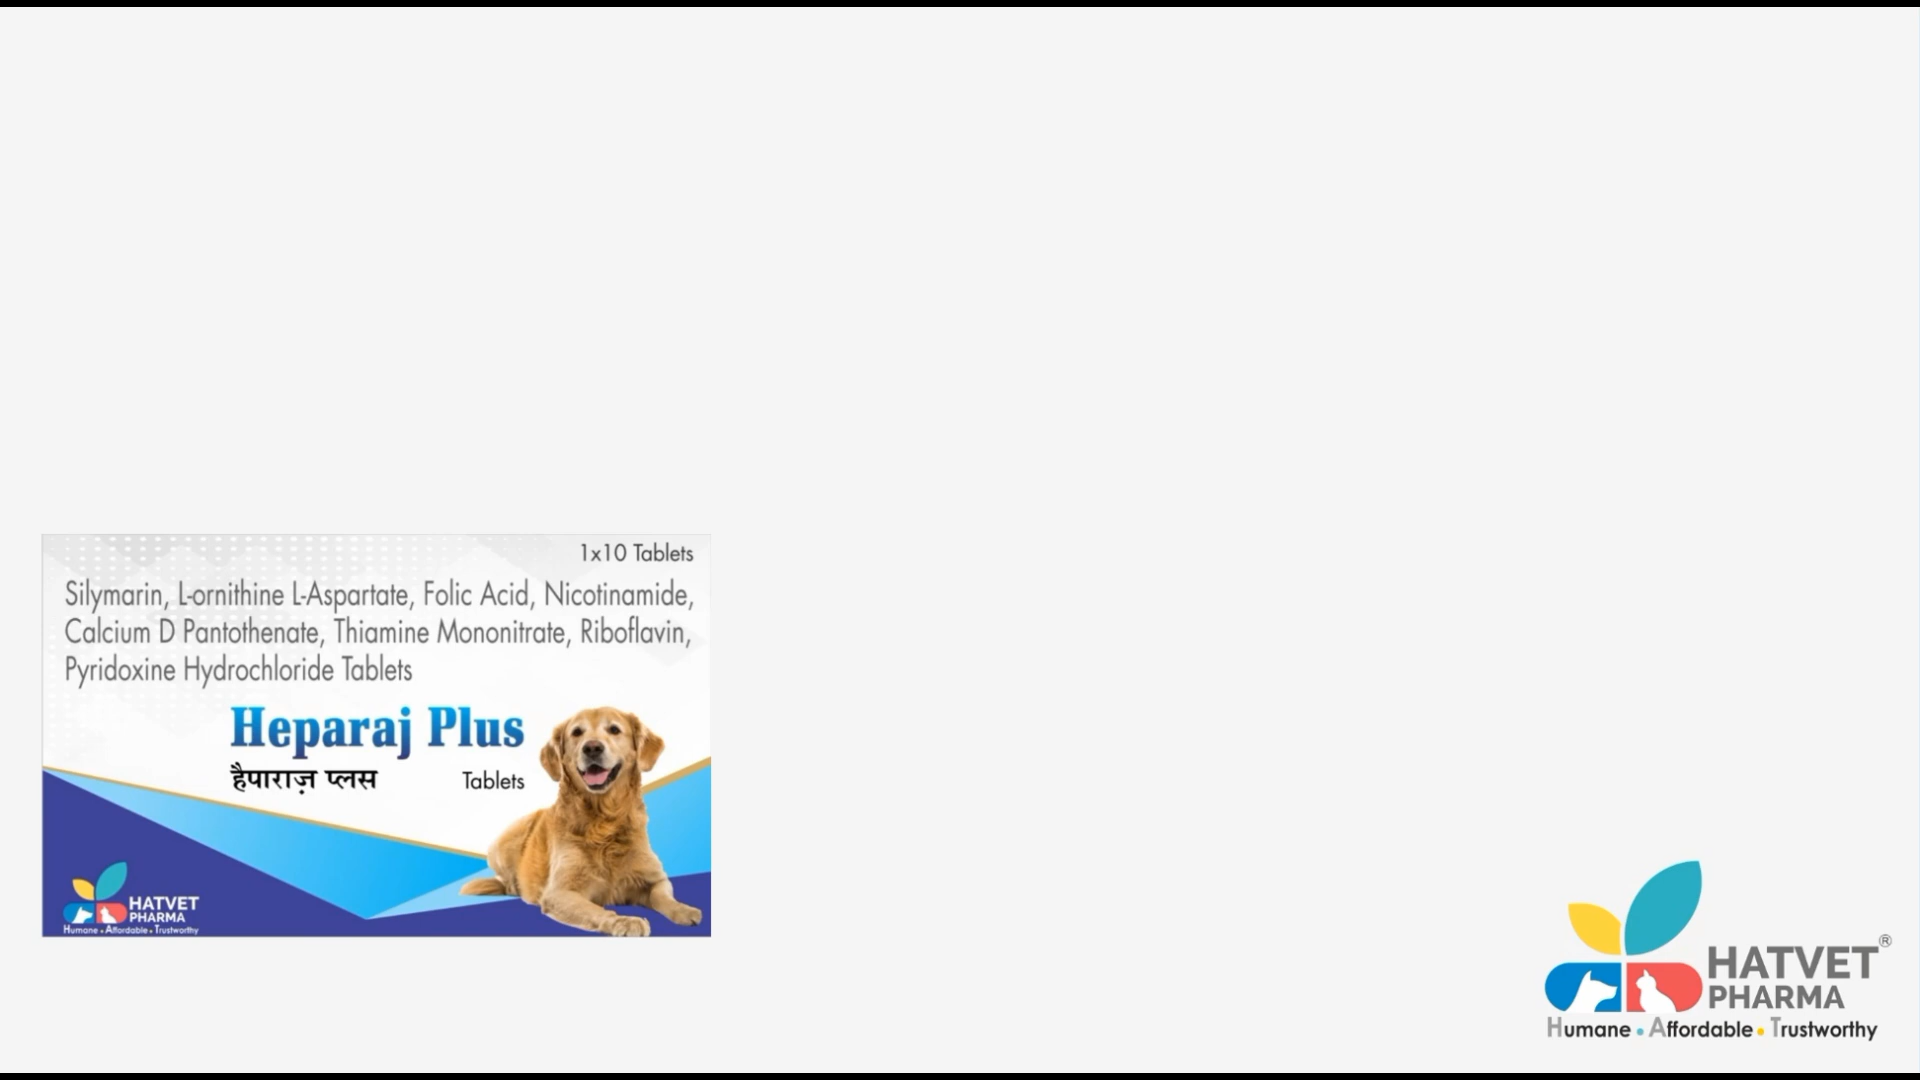 1x10 Tablets
Silymarin, L-ornithine L-Aspartate, Folic Acid, Nicotinamide,
Calcium D Pantothenate, Thiamine Mononitrate, Riboflavin,
Pyridoxine Hydrochloride Tablets
Heparaj Plus
हैपाराज़ प्लस Tablets
HATVET
PHARMA
Humane • Affordable • Trustworthy
HATVET®
PHARMA
Humane • Affordable • Trustworthy